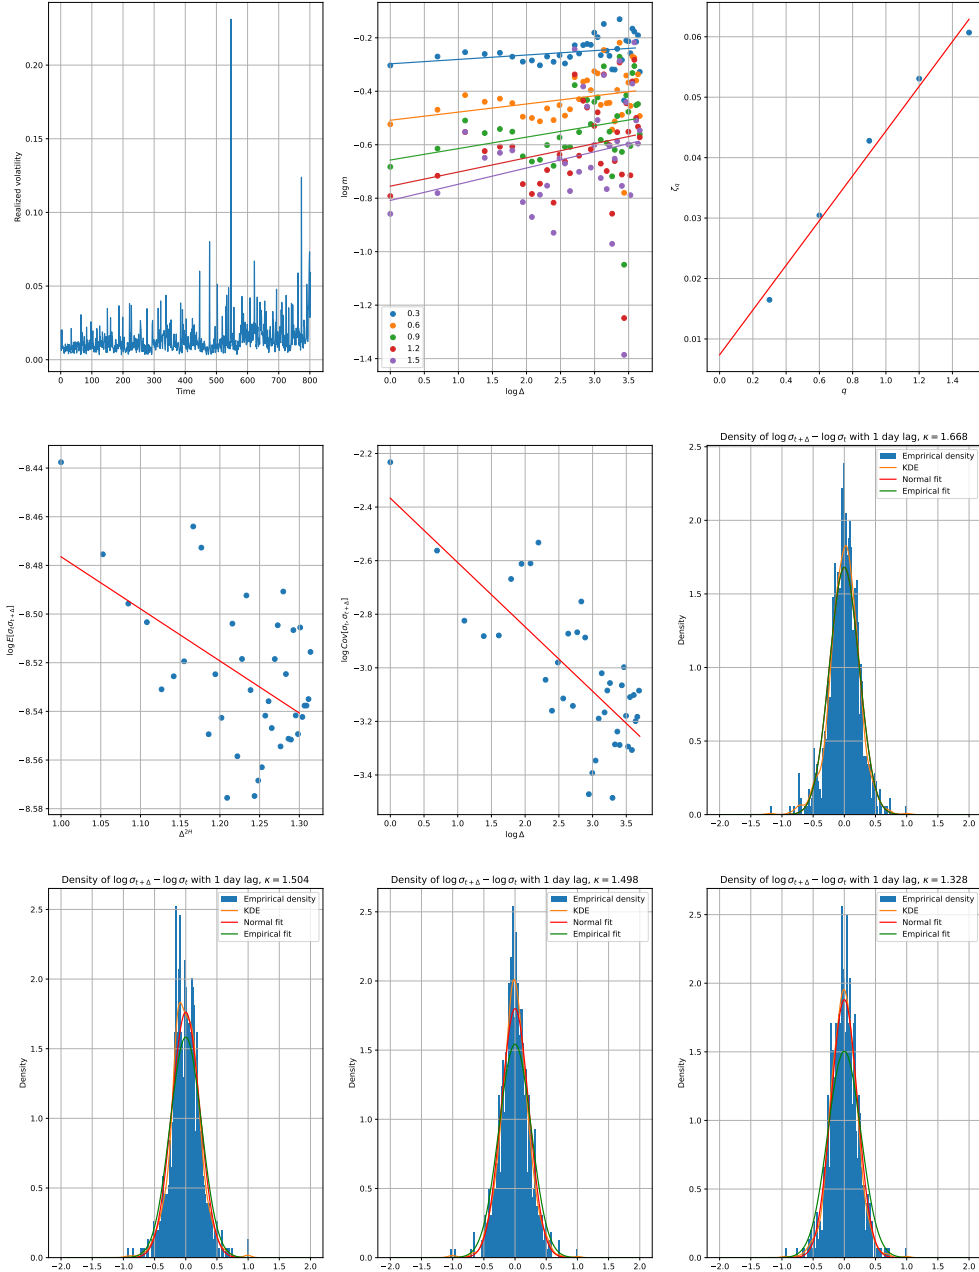 Realized volatility
0.20
0.15
0.10
0.05
0.00
0 100 200 300 400 500 600 700 800
Time
log m
−0.2
−0.4
−0.6
−0.8
−1.0
−1.2
−1.4
0.3
0.6
0.9
1.2
1.5
0.0 0.5 1.0 1.5 2.0 2.5 3.0 3.5
log Δ
ζq
0.06
0.05
0.04
0.03
0.02
0.01
0.0 0.2 0.4 0.6 0.8 1.0 1.2 1.4
q
log E[σtσt+Δ]
−8.44
−8.46
−8.48
−8.50
−8.52
−8.54
−8.56
−8.58
1.00 1.05 1.10 1.15 1.20 1.25 1.30
Δ2H
log Cov[σt, σt+Δ]
−2.2
−2.4
−2.6
−2.8
−3.0
−3.2
−3.4
0.0 0.5 1.0 1.5 2.0 2.5 3.0 3.5
log Δ
Density of log σt+Δ − log σt with 1 day lag, κ = 1.668
Density
2.5
2.0
1.5
1.0
0.5
0.0
Emprirical density
KDE
Normal fit
Empirical fit
−2.0 −1.5 −1.0 −0.5 0.0 0.5 1.0 1.5 2.0
Density of log σt+Δ − log σt with 1 day lag, κ = 1.504
Density
2.5
2.0
1.5
1.0
0.5
0.0
Emprirical density
KDE
Normal fit
Empirical fit
−2.0 −1.5 −1.0 −0.5 0.0 0.5 1.0 1.5 2.0
Density of log σt+Δ − log σt with 1 day lag, κ = 1.498
Density
2.5
2.0
1.5
1.0
0.5
0.0
Emprirical density
KDE
Normal fit
Empirical fit
−2.0 −1.5 −1.0 −0.5 0.0 0.5 1.0 1.5 2.0
Density of log σt+Δ − log σt with 1 day lag, κ = 1.328
Density
2.5
2.0
1.5
1.0
0.5
0.0
Emprirical density
KDE
Normal fit
Empirical fit
−2.0 −1.5 −1.0 −0.5 0.0 0.5 1.0 1.5 2.0